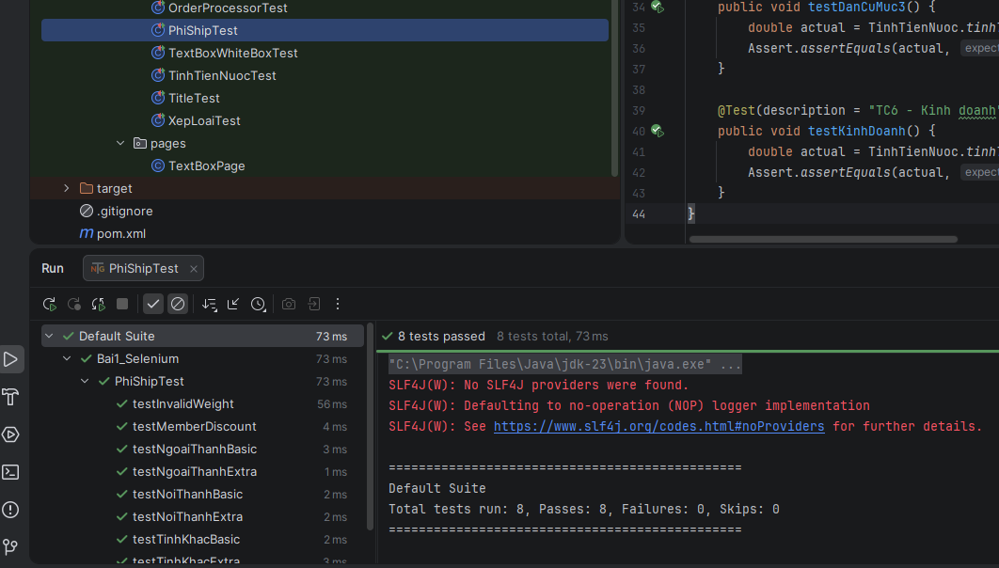 OrderProcessorTest
PhiShipTest
TextBoxWhiteBoxTest
TinhTienNuocTest
TitleTest
XepLoaiTest
pages
TextBoxPage
target
.gitignore
pom.xml
34 public void testDanCuMuc3() {
35 double actual = TinhTienNuoc.tinh
36 Assert.assertEquals(actual, expect
37 }
38
39 @Test(description = "TC6 - Kinh doanh"
40 public void testKinhDoanh() {
41 double actual = TinhTienNuoc.tinh
42 Assert.assertEquals(actual, expect
43 }
44 }
Run PhiShipTest
Default Suite 73 ms
Bai1_Selenium 73 ms
PhiShipTest 73 ms
testInvalidWeight 56 ms
testMemberDiscount 4 ms
testNgoaiThanhBasic 3 ms
testNgoaiThanhExtra 1 ms
testNoiThanhBasic 2 ms
testNoiThanhExtra 2 ms
testTinhKhacBasic 2 ms
testTinhKhacExtra 3 ms
8 tests passed 8 tests total, 73 ms
"C:\Program Files\Java\jdk-23\bin\java.exe" ...
SLF4J(W): No SLF4J providers were found.
SLF4J(W): Defaulting to no-operation (NOP) logger implementation
SLF4J(W): See https://www.slf4j.org/codes.html#noProviders for further details.
===============================================
Default Suite
Total tests run: 8, Passes: 8, Failures: 0, Skips: 0
===============================================